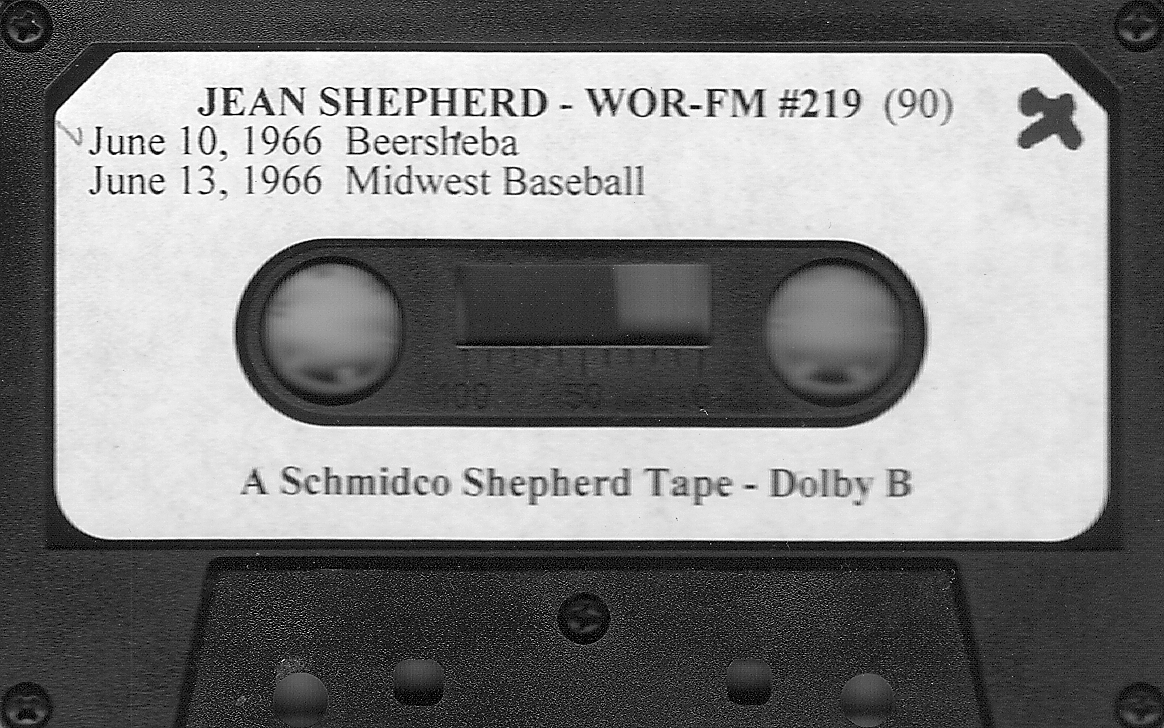 JEAN SHEPHERD - WOR-FM #219 (90)
June 10, 1966 Beersheba
June 13, 1966 Midwest Baseball
100 50 0
A Schmidco Shepherd Tape - Dolby B